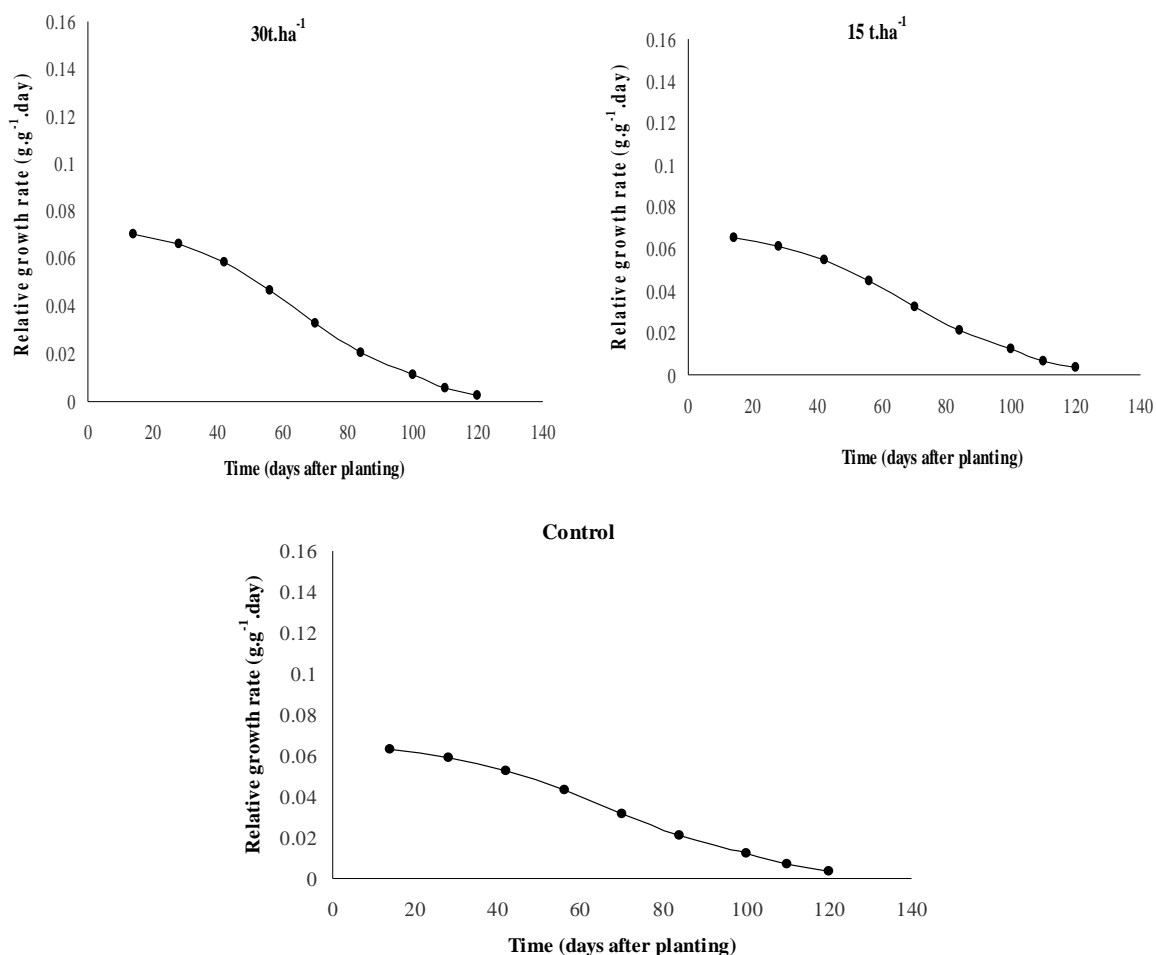 30t.ha⁻¹
Relative growth rate (g.g⁻¹.day)
0.16
0.14
0.12
0.1
0.08
0.06
0.04
0.02
0
0 20 40 60 80 100 120 140
Time (days after planting)
15 t.ha⁻¹
Relative growth rate (g.g⁻¹.day)
0.16
0.14
0.12
0.1
0.08
0.06
0.04
0.02
0
0 20 40 60 80 100 120 140
Time (days after planting)
Control
Relative growth rate (g.g⁻¹.day)
0.16
0.14
0.12
0.1
0.08
0.06
0.04
0.02
0
0 20 40 60 80 100 120 140
Time (days after planting)